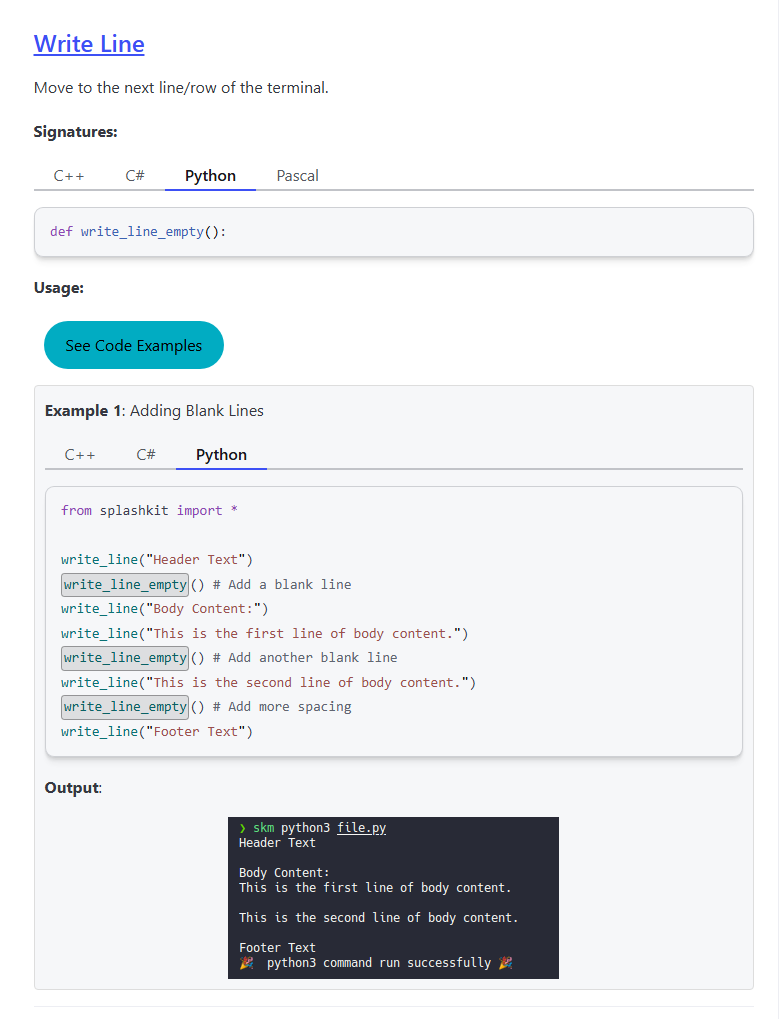 Write Line
Move to the next line/row of the terminal.
Signatures:
C++ C# Python Pascal
def write_line_empty():
Usage:
See Code Examples
Example 1: Adding Blank Lines
C++ C# Python
from splashkit import *
write_line("Header Text")
write_line_empty() # Add a blank line
write_line("Body Content:")
write_line("This is the first line of body content.")
write_line_empty() # Add another blank line
write_line("This is the second line of body content.")
write_line_empty() # Add more spacing
write_line("Footer Text")
Output:
❯ skm python3 file.py
Header Text
Body Content:
This is the first line of body content.
This is the second line of body content.
Footer Text
🎉 python3 command run successfully 🎉